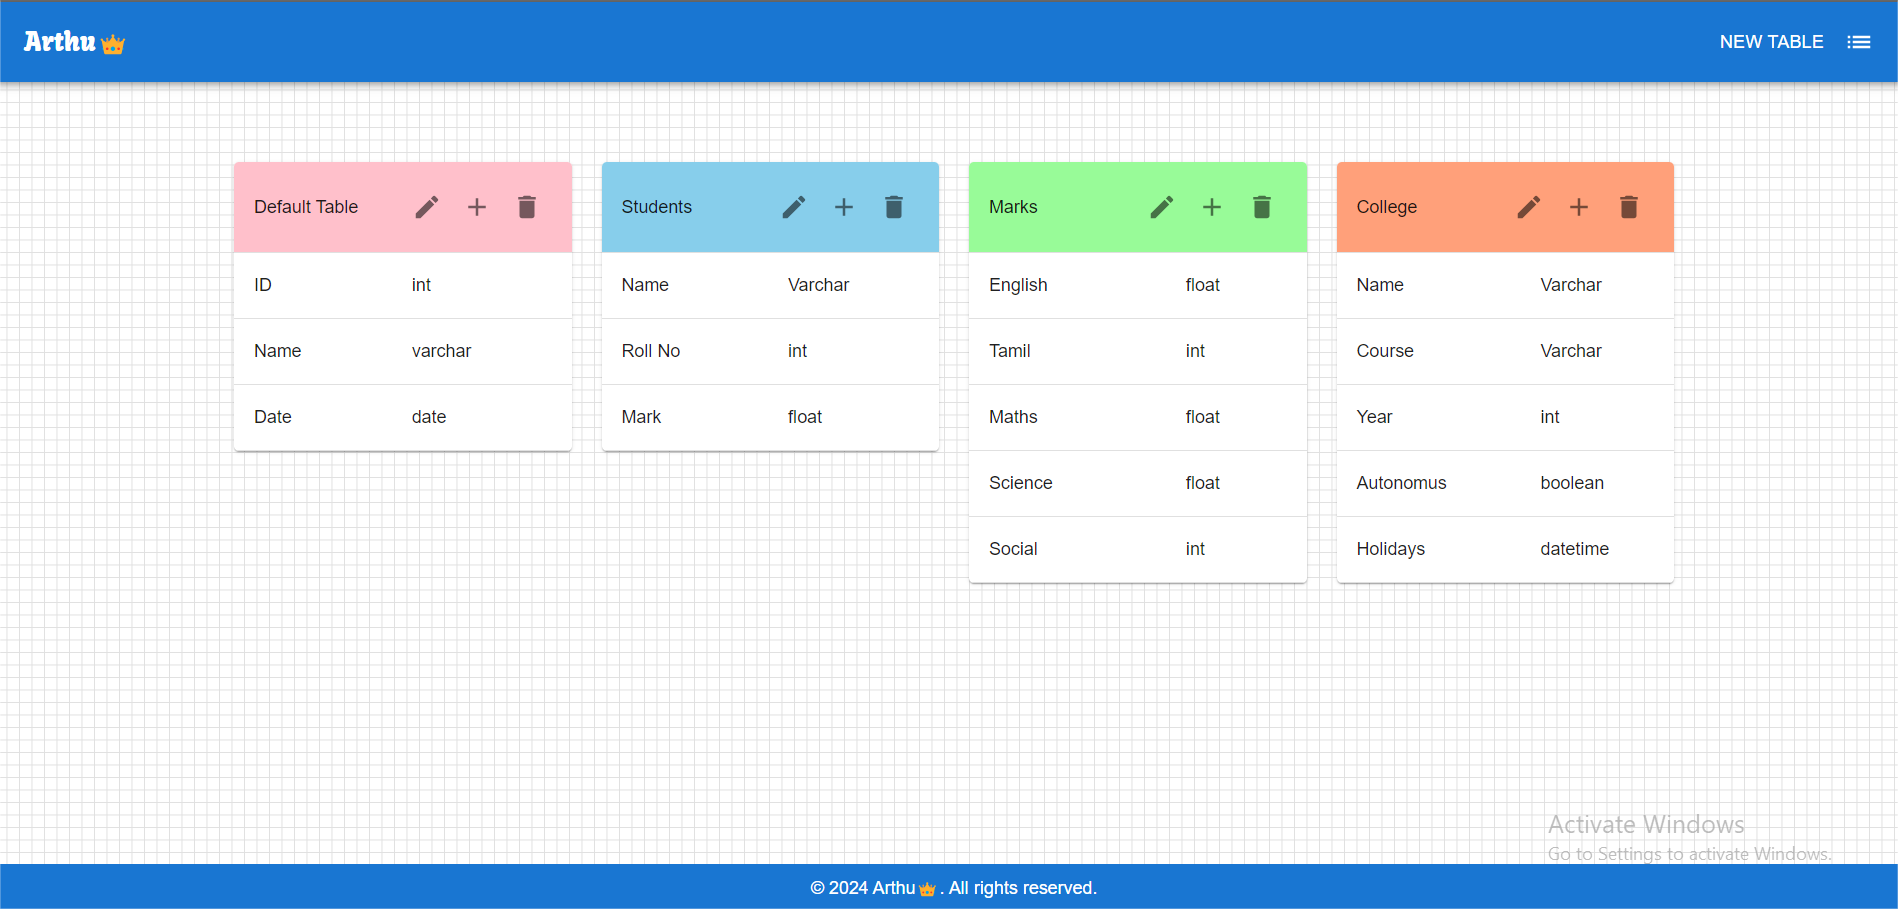 Arthu
NEW TABLE
Default Table
ID int
Name varchar
Date date
Students
Name Varchar
Roll No int
Mark float
Marks
English float
Tamil int
Maths float
Science float
Social int
College
Name Varchar
Course Varchar
Year int
Autonomus boolean
Holidays datetime
Activate Windows
Go to Settings to activate Windows.
© 2024 Arthu . All rights reserved.